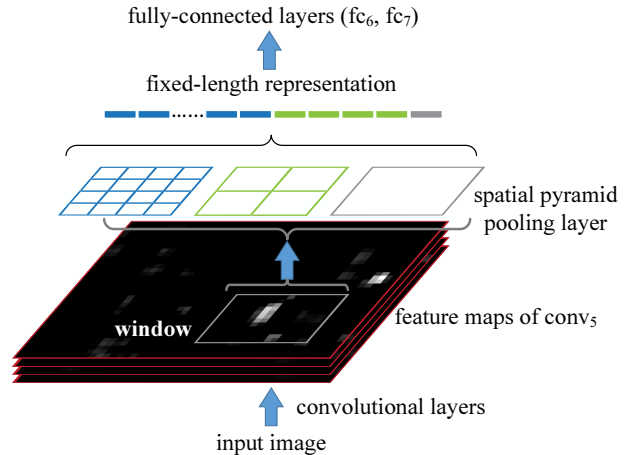 fully-connected layers (fc₆, fc₇)
fixed-length representation
......
spatial pyramid
pooling layer
window
feature maps of conv₅
convolutional layers
input image